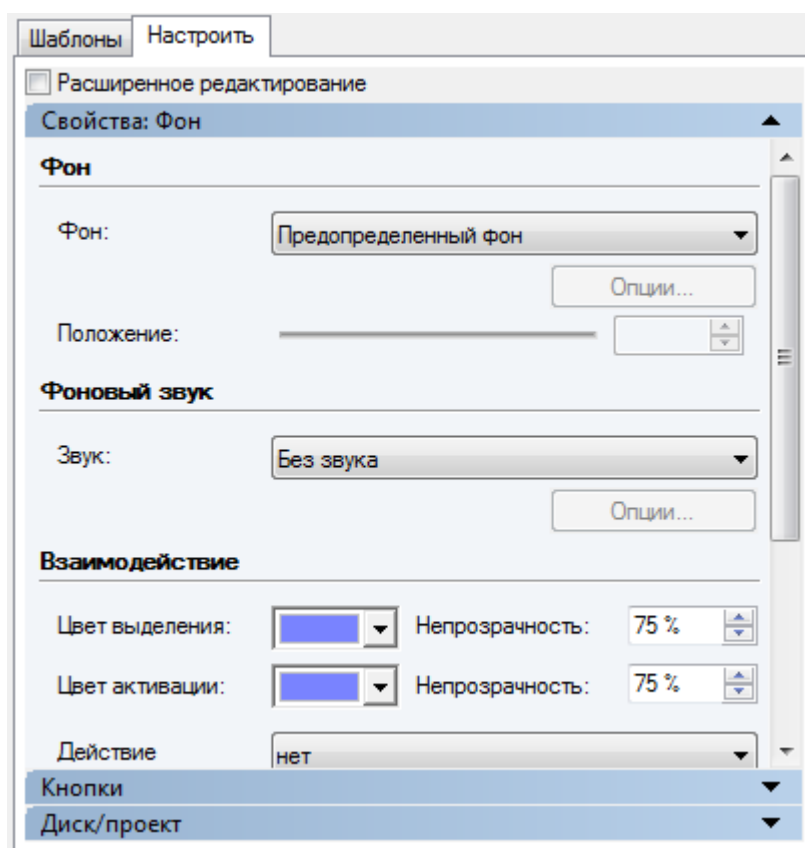 Шаблоны Настроить
Расширенное редактирование
Свойства: Фон
Фон
Фон: Предопределенный фон
Опции...
Положение:
Фоновый звук
Звук: Без звука
Опции...
Взаимодействие
Цвет выделения: Непрозрачность: 75 %
Цвет активации: Непрозрачность: 75 %
Действие нет
Кнопки
Диск/проект